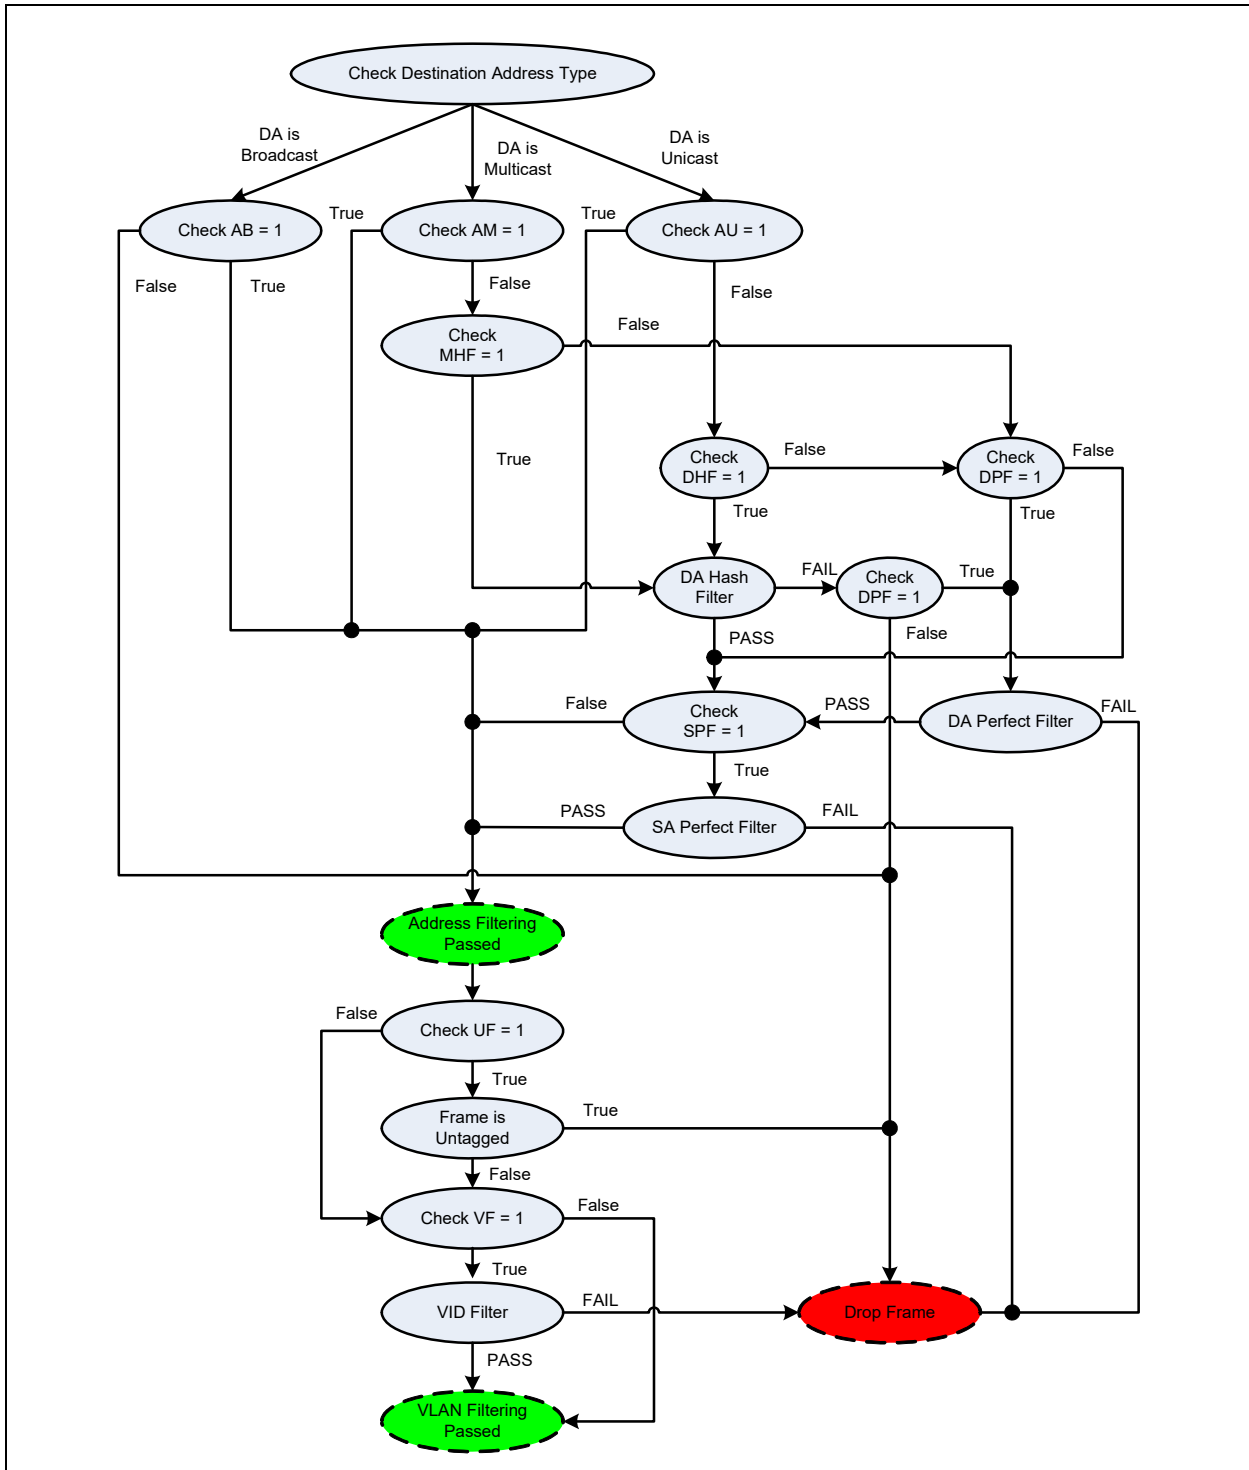 Check Destination Address Type
DA is
Broadcast
DA is
Multicast
DA is
Unicast
Check AB = 1
True
Check AM = 1
True
Check AU = 1
False
True
False
False
Check
MHF = 1
False
True
Check
DHF = 1
False
Check
DPF = 1
False
True
True
DA Hash
Filter
FAIL
Check
DPF = 1
True
PASS
False
False
Check
SPF = 1
PASS
DA Perfect Filter
FAIL
True
PASS
SA Perfect Filter
FAIL
Address Filtering
Passed
False
Check UF = 1
True
Frame is
Untagged
True
False
Check VF = 1
False
True
VID Filter
FAIL
Drop Frame
PASS
VLAN Filtering
Passed